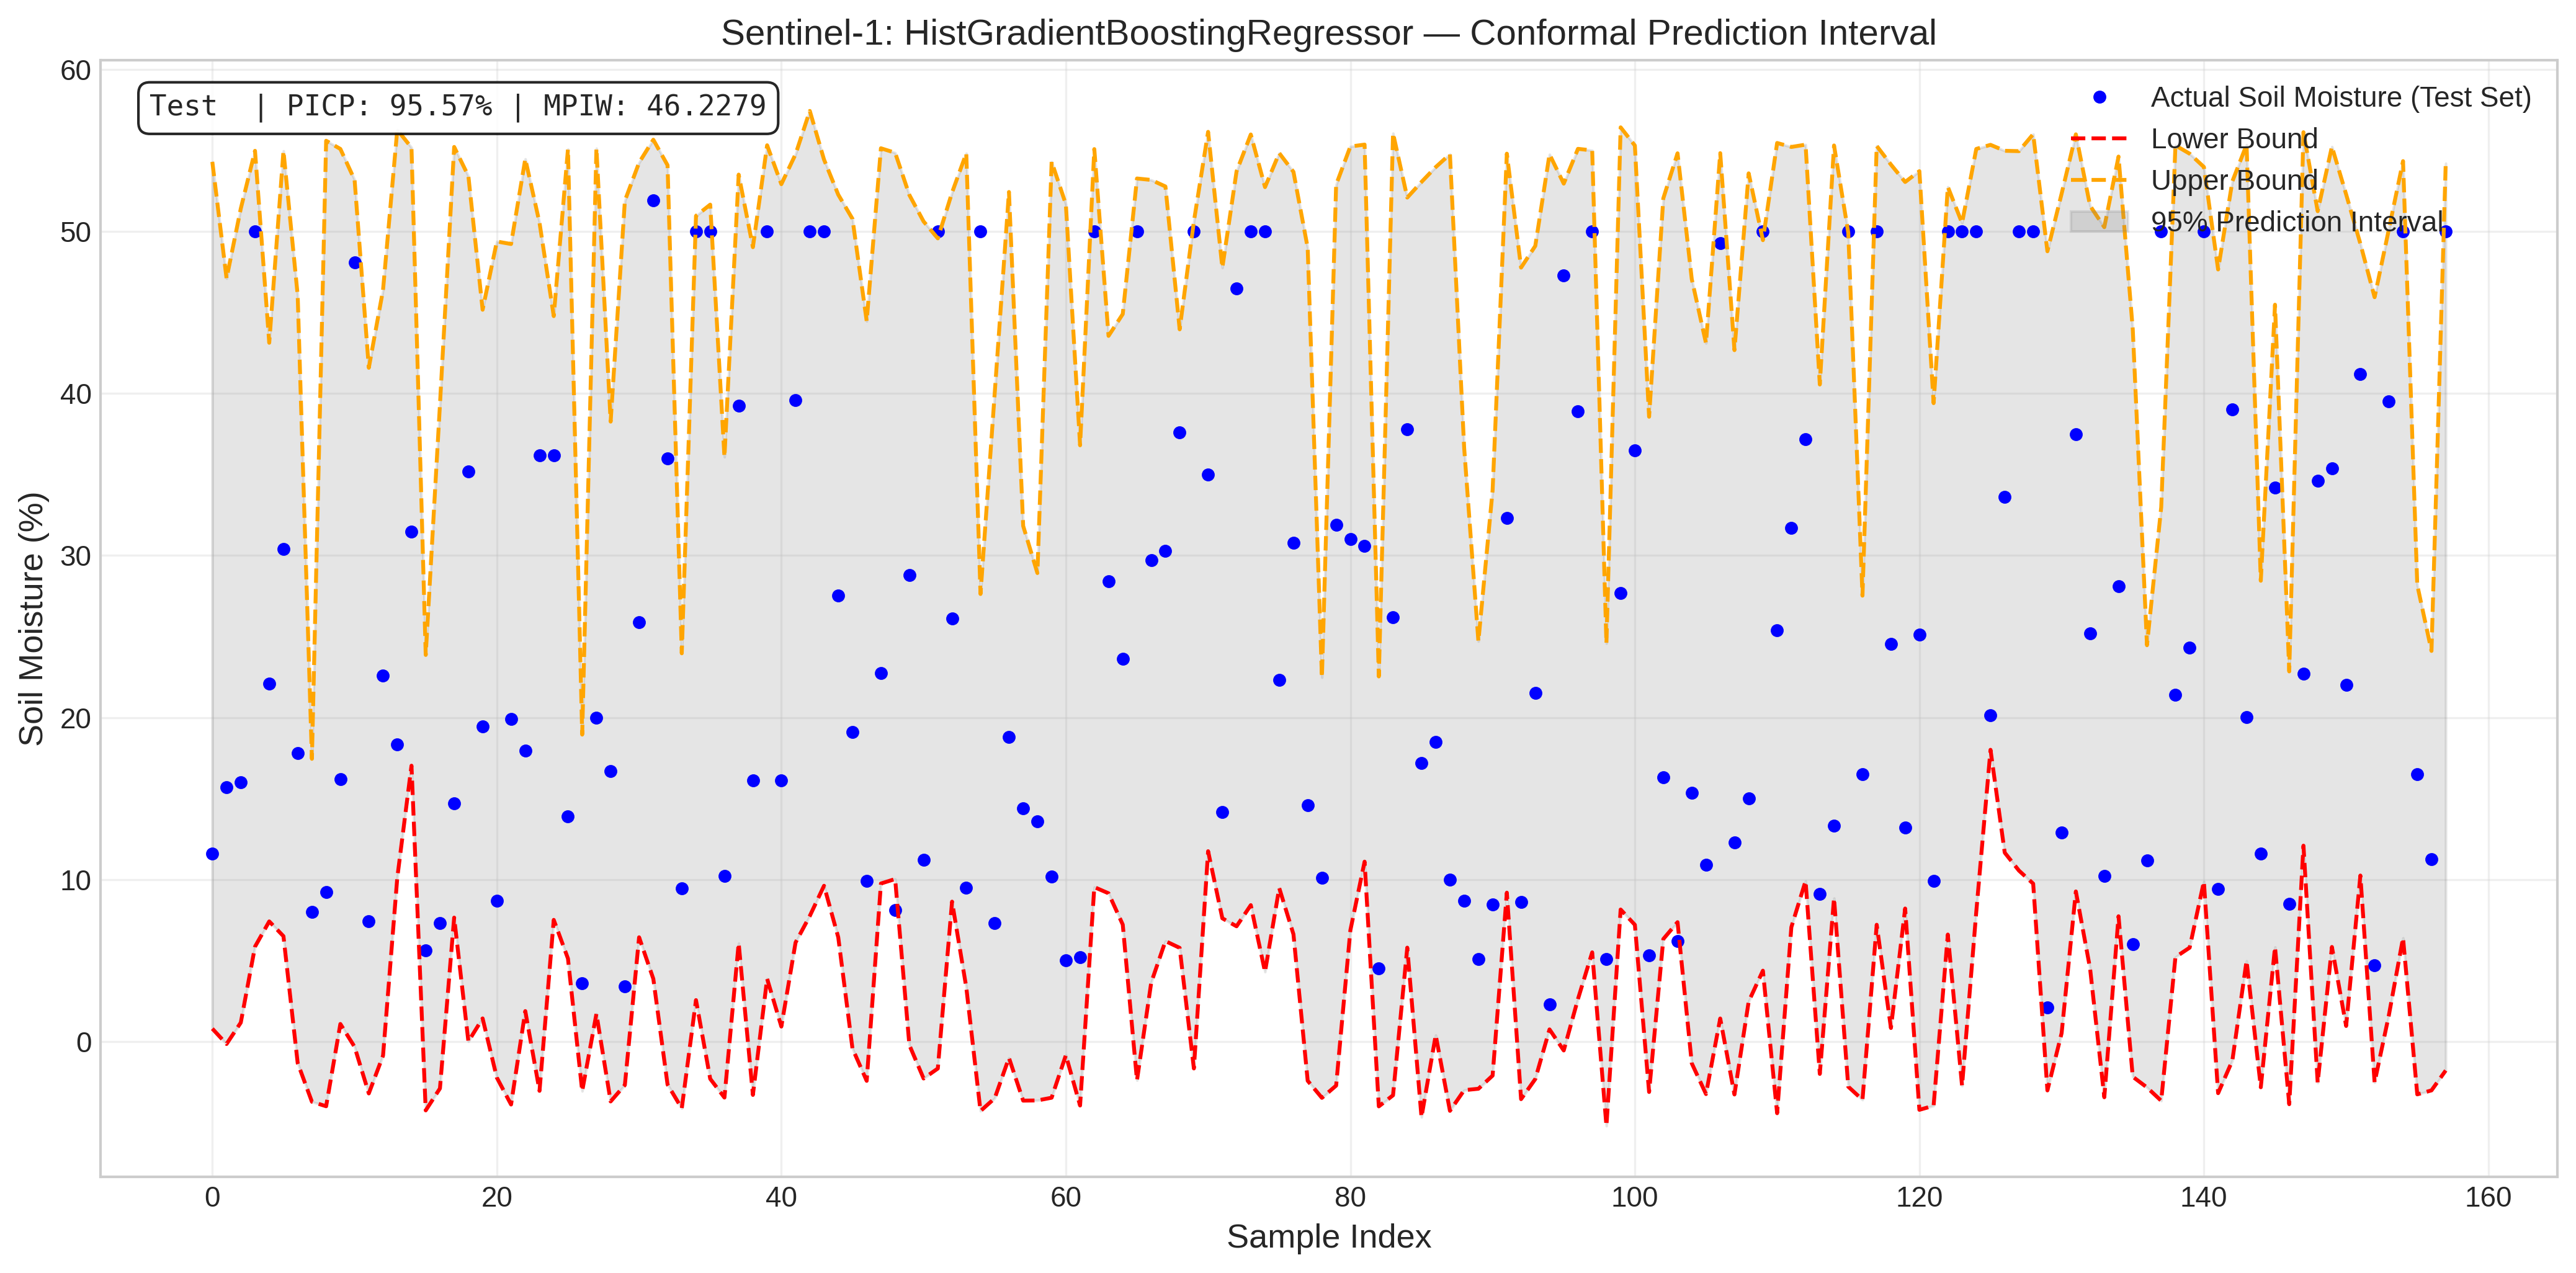 Sentinel-1: HistGradientBoostingRegressor — Conformal Prediction Interval
Test  | PICP: 95.57% | MPIW: 46.2279
Actual Soil Moisture (Test Set)
Lower Bound
Upper Bound
95% Prediction Interval
Soil Moisture (%)
60
50
40
30
20
10
0
0 20 40 60 80 100 120 140 160
Sample Index